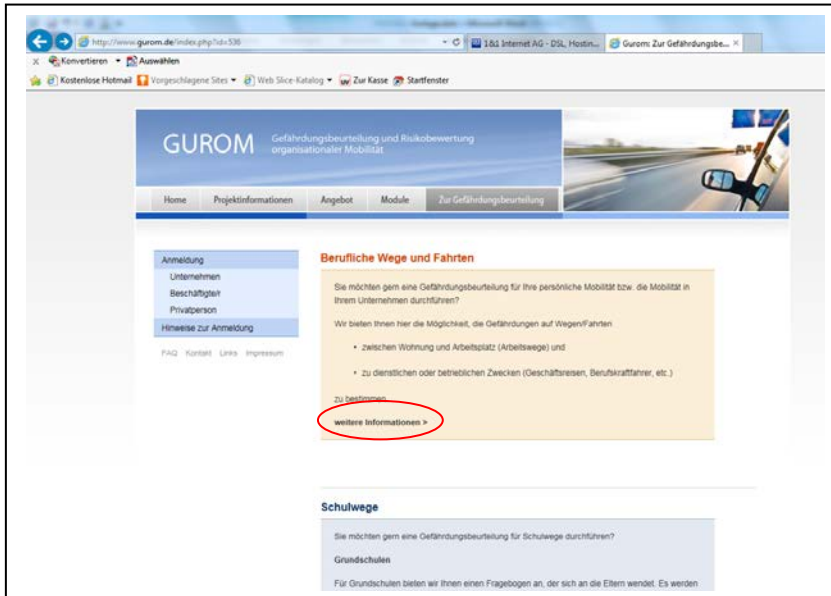 http://www.gurom.de/index.php?id=536
1&1 Internet AG - DSL, Hostin...
Gurom: Zur Gefährdungsbe...
x Konvertieren Auswählen
Kostenlose Hotmail Vorgeschlagene Sites Web Slice-Katalog Zur Kasse Startfenster
GUROM Gefährdungsbeurteilung und Risikobewertung
organisationaler Mobilität
Home Projektinformationen Angebot Module Zur Gefährdungsbeurteilung
Anmeldung
Unternehmen
Beschäftigte/r
Privatperson
Hinweise zur Anmeldung
FAQ Kontakt Links Impressum
Berufliche Wege und Fahrten
Sie möchten gern eine Gefährdungsbeurteilung für Ihre persönliche Mobilität bzw. die Mobilität in
Ihrem Unternehmen durchführen?
Wir bieten Ihnen hier die Möglichkeit, die Gefährdungen auf Wegen/Fahrten
• zwischen Wohnung und Arbeitsplatz (Arbeitswege) und
• zu dienstlichen oder betrieblichen Zwecken (Geschäftsreisen, Berufskraftfahrer, etc.)
zu bestimmen.
weitere Informationen >
Schulwege
Sie möchten gern eine Gefährdungsbeurteilung für Schulwege durchführen?
Grundschulen
Für Grundschulen bieten wir Ihnen einen Fragebogen an, der sich an die Eltern wendet. Es werden